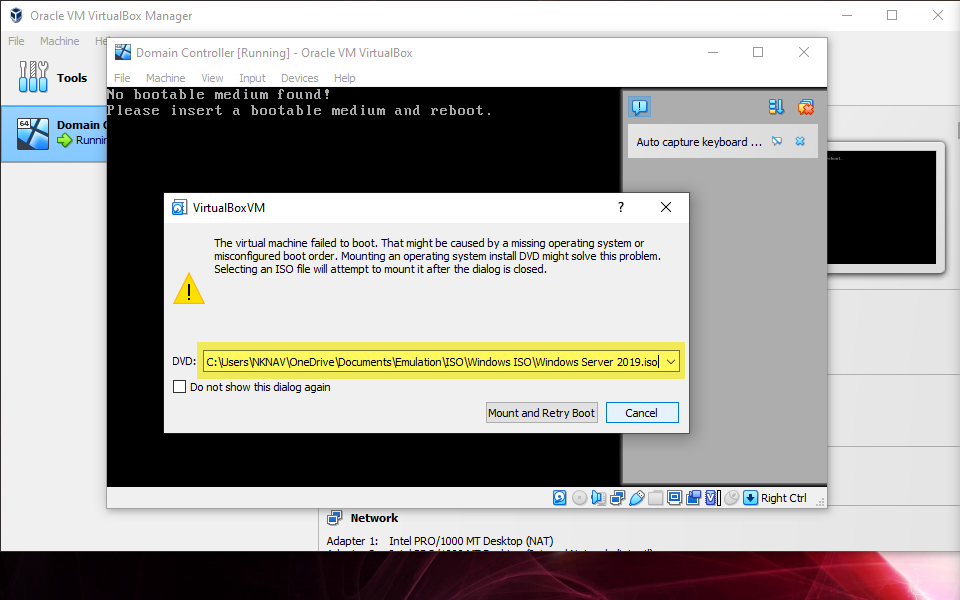 Oracle VM VirtualBox Manager
File Machine He
Tools
64
Domain C
Runnin
Domain Controller [Running] - Oracle VM VirtualBox
File Machine View Input Devices Help
No bootable medium found!
Please insert a bootable medium and reboot.
Auto capture keyboard ...
VirtualBoxVM
?
The virtual machine failed to boot. That might be caused by a missing operating system or
misconfigured boot order. Mounting an operating system install DVD might solve this problem.
Selecting an ISO file will attempt to mount it after the dialog is closed.
DVD: C:\Users\NKNAV\OneDrive\Documents\Emulation\ISO\Windows ISO\Windows Server 2019.iso
Do not show this dialog again
Mount and Retry Boot Cancel
Right Ctrl
Network
Adapter 1: Intel PRO/1000 MT Desktop (NAT)